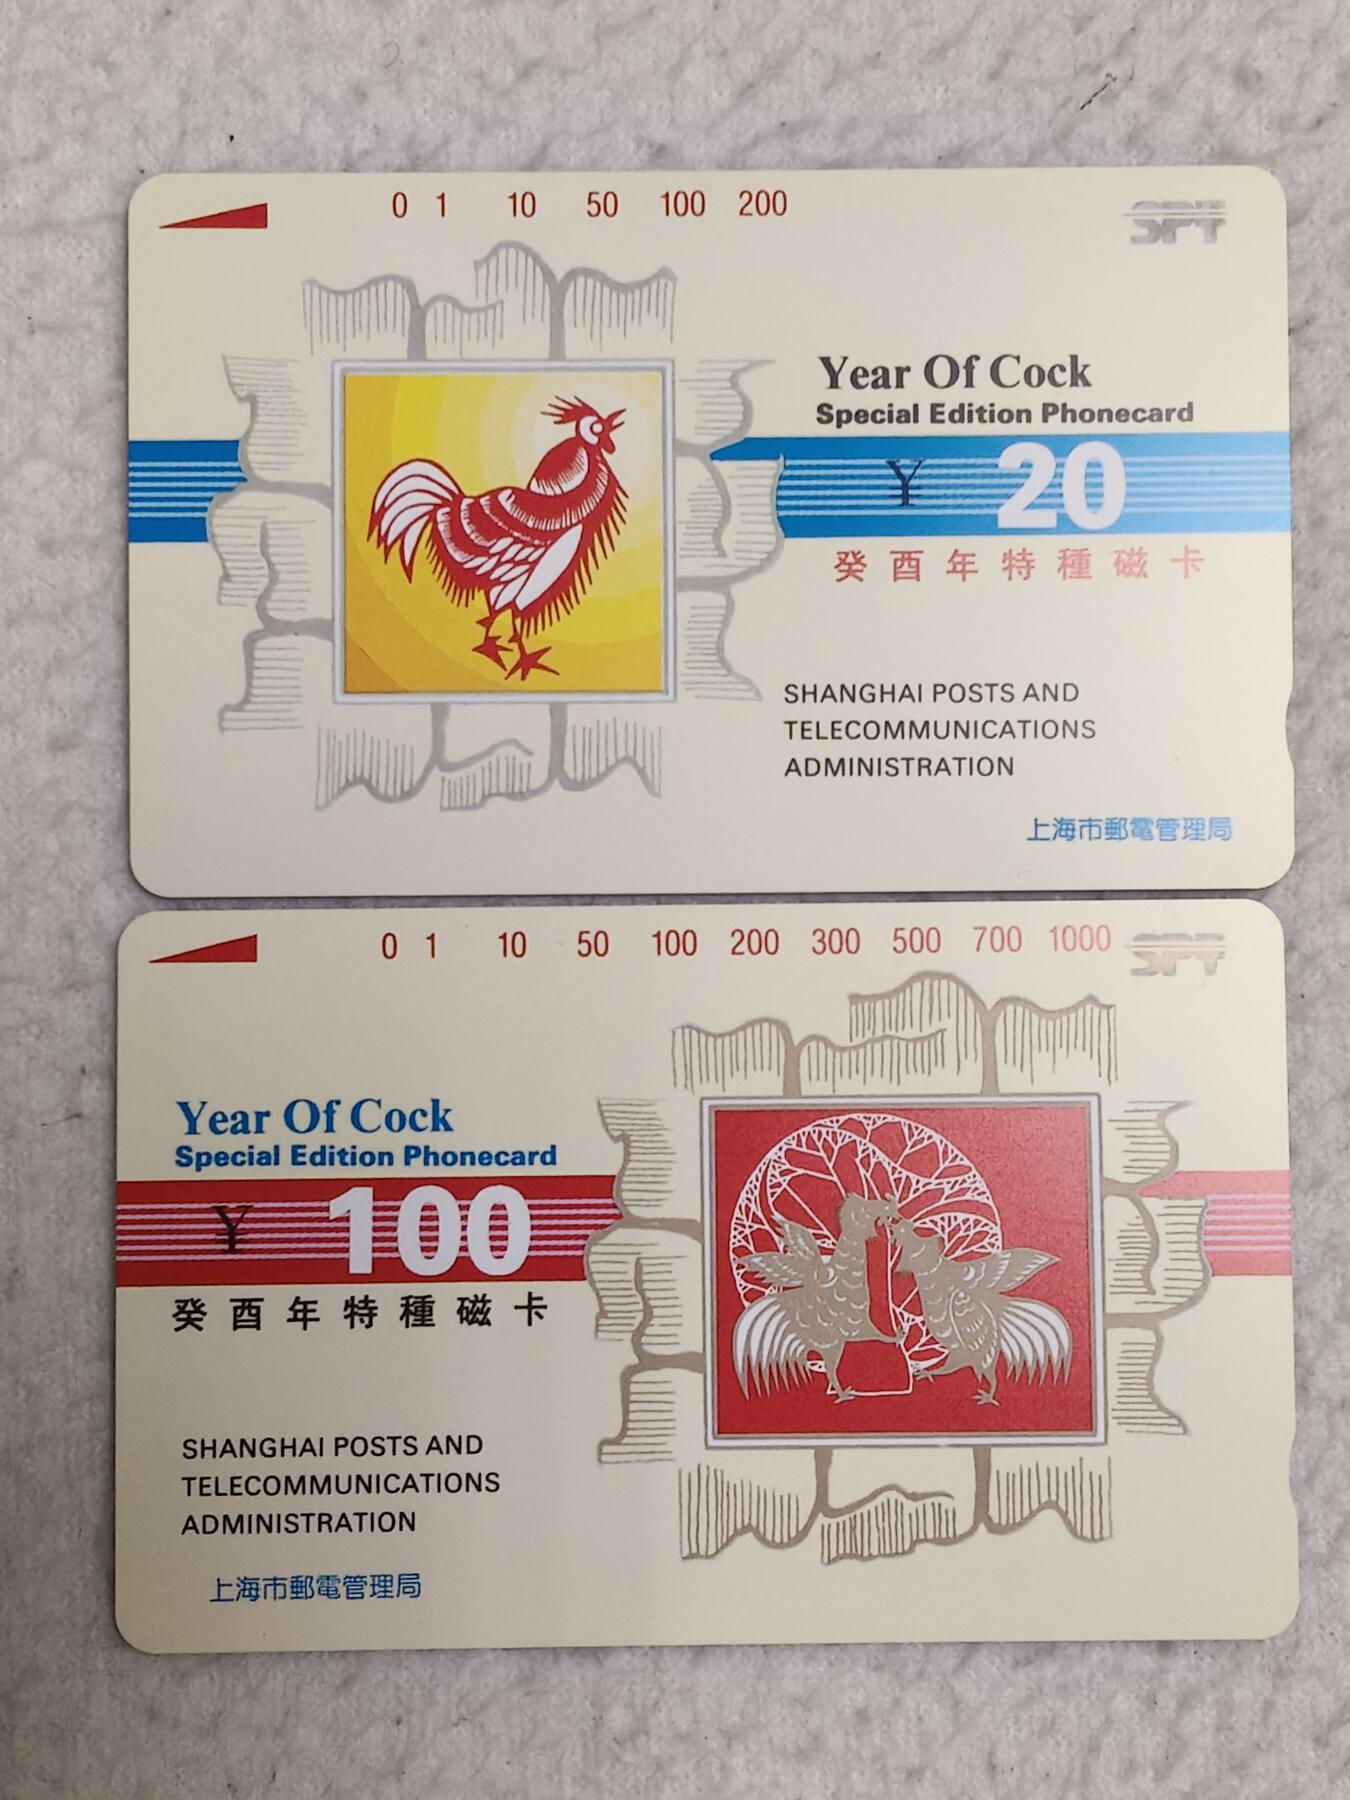 0 1 10 50 100 200
SPT
Year Of Cock
Special Edition Phonecard
¥ 20
癸酉年特種磁卡
SHANGHAI POSTS AND
TELECOMMUNICATIONS
ADMINISTRATION
上海市郵電管理局
0 1 10 50 100 200 300 500 700 1000
SPT
Year Of Cock
Special Edition Phonecard
¥ 100
癸酉年特種磁卡
SHANGHAI POSTS AND
TELECOMMUNICATIONS
ADMINISTRATION
上海市郵電管理局